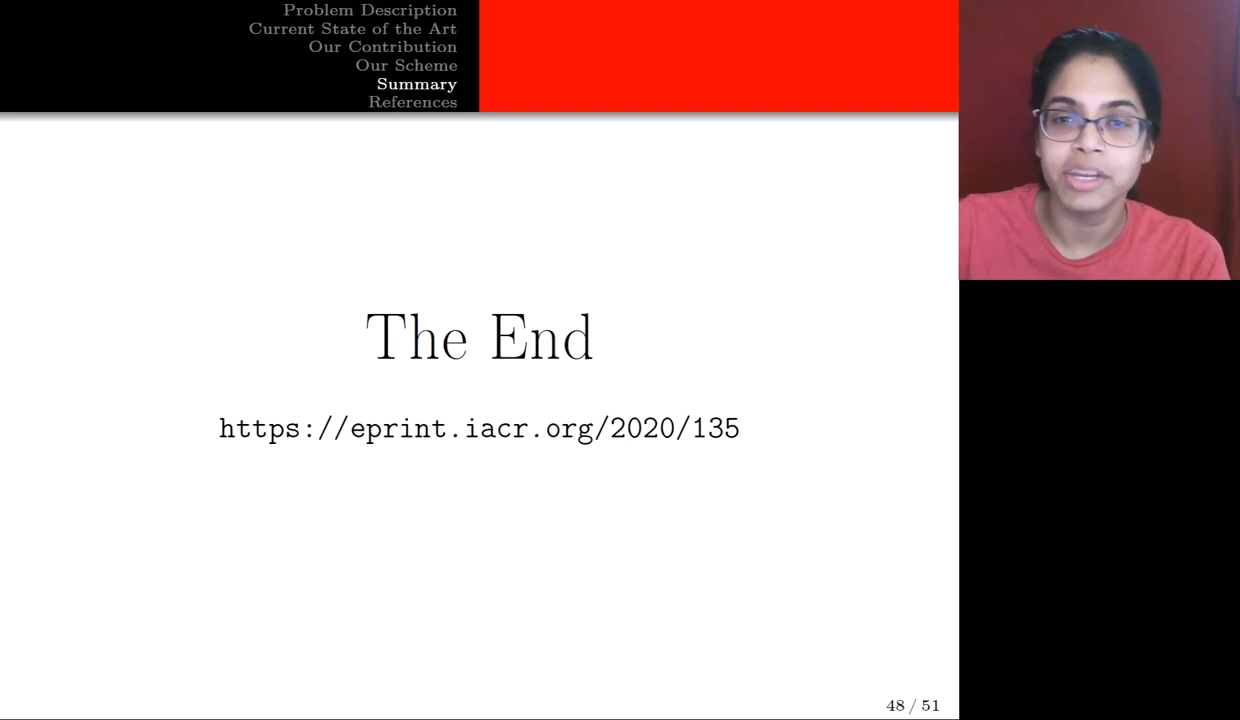 Problem Description
Current State of the Art
Our Contribution
Our Scheme
Summary
References
The End
https://eprint.iacr.org/2020/135
48 / 51